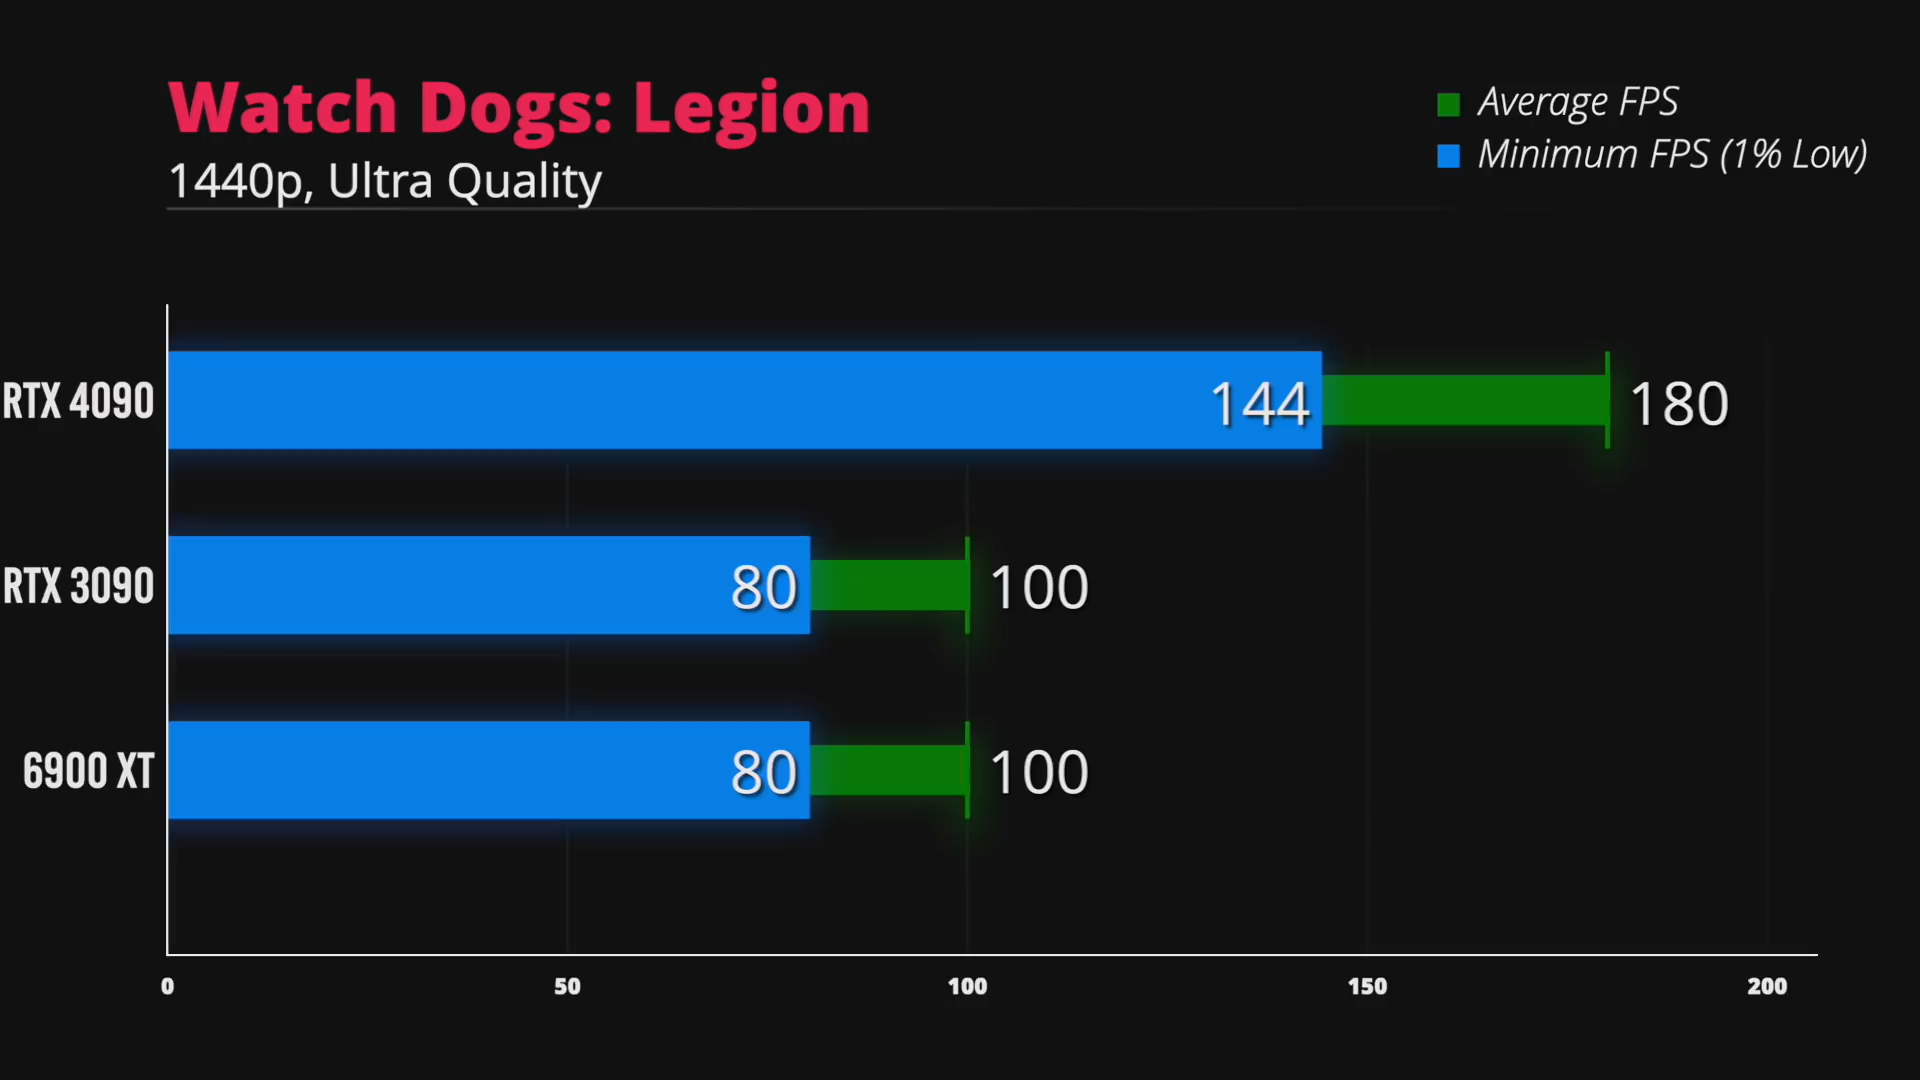 Watch Dogs: Legion
1440p, Ultra Quality
Average FPS
Minimum FPS (1% Low)
RTX 4090
144
180
RTX 3090
80
100
6900 XT
80
100
0
50
100
150
200